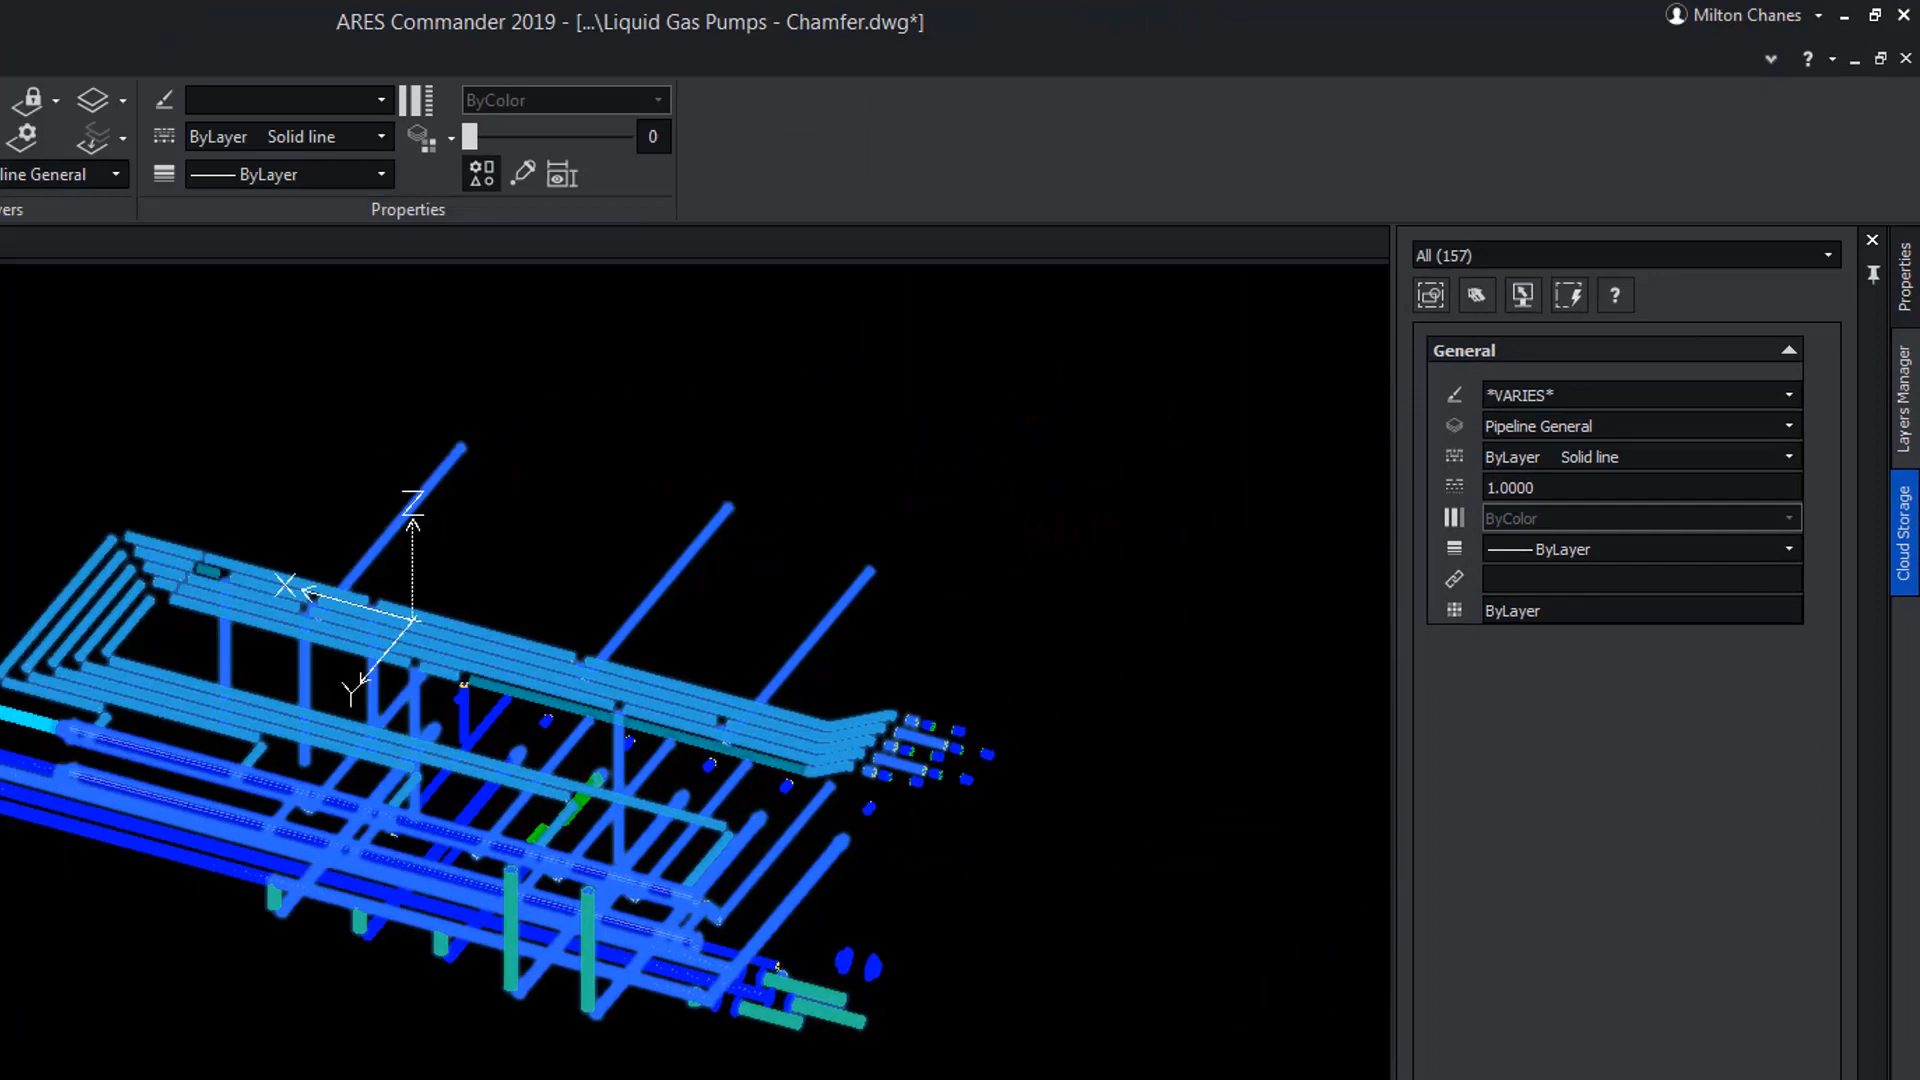 ARES Commander 2019 - [...\Liquid Gas Pumps - Chamfer.dwg*]
Milton Chanes
?
ByColor
ByLayer Solid line
0
line General
ByLayer
Properties
All (157)
?
General
*VARIES*
Pipeline General
ByLayer Solid line
1.0000
ByColor
ByLayer
ByLayer
Properties
Layers Manager
Cloud Storage
Z
X
Y